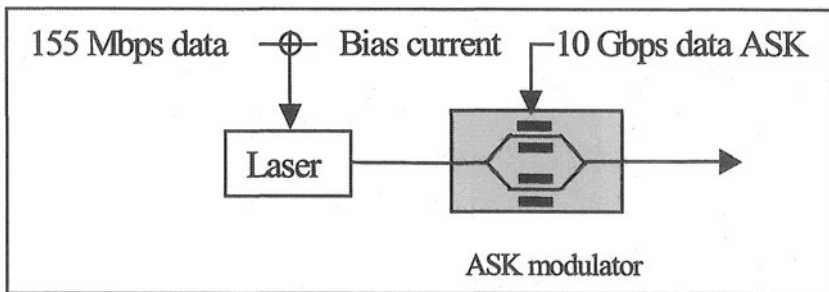 155 Mbps data Bias current 10 Gbps data ASK
Laser
ASK modulator